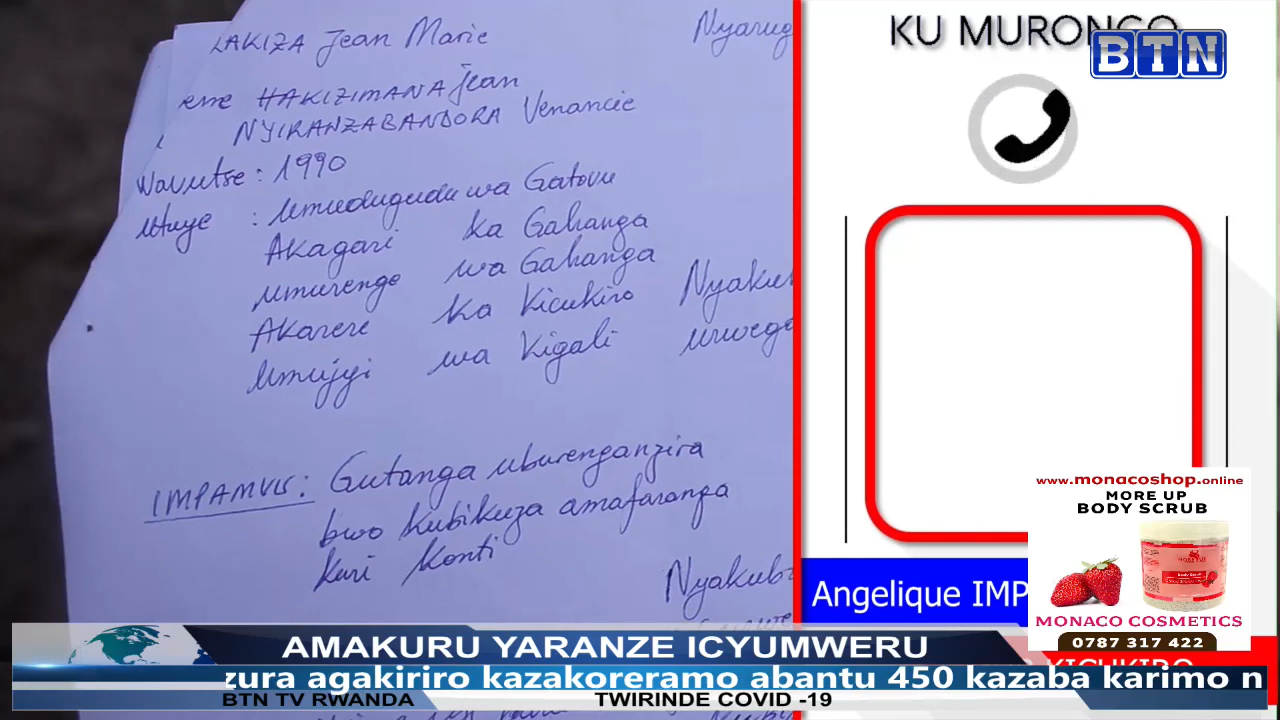 LAKIZA Jean Marie
ene HAKIZIMANA Jean
NYIRANZABANDORA Venancie
Wavutse : 1990
Utuye : Umudugudu wa Gatovu
Akagari ka Gahanga
Umurenge wa Gahanga
Akarere ka Kicukiro
Umujyi wa Kigali
IMPAMVU: Gutanga uburenganzira
bwo kubikuza amafaranga
kuri Konti
Nyarug
Nyakub
urwego
Nyakub
KU MURONGO
BTN
www.monacoshop.online
MORE UP
BODY SCRUB
MONACO COSMETICS
0787 317 422
Angelique IMP
KICUKIRO
AMAKURU YARANZE ICYUMWERU
zura agakiriro kazakoreramo abantu 450 kazaba karimo n
BTN TV RWANDA
TWIRINDE COVID -19